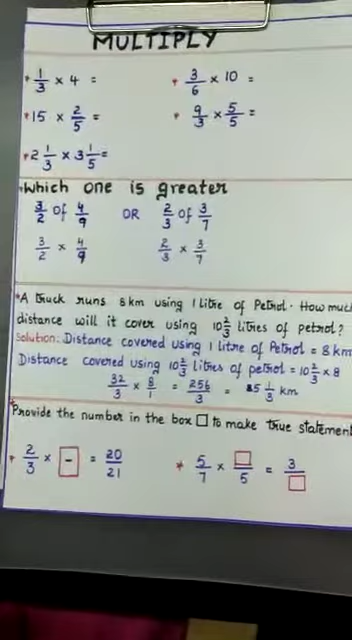 MULTIPLY
* 1/3 × 4 =
* 3/6 × 10 =
* 15 × 2/5 =
* 9/3 × 5/5 =
* 2 1/3 × 3 1/5 =
* Which one is greater
3/2 of 4/9 OR 2/3 of 3/7
3/2 × 4/9 2/3 × 3/7
* A truck runs 8 km using 1 litre of Petrol. How much
distance will it cover using 10 2/3 litres of petrol?
Solution: Distance covered using 1 litre of Petrol = 8 km
Distance covered using 10 2/3 litres of petrol = 10 2/3 × 8
32/3 × 8/1 = 256/3 = 85 1/3 km
* Provide the number in the box □ to make true statement
* 2/3 × □ = 20/21
* 5/7 × □/5 = 3/□